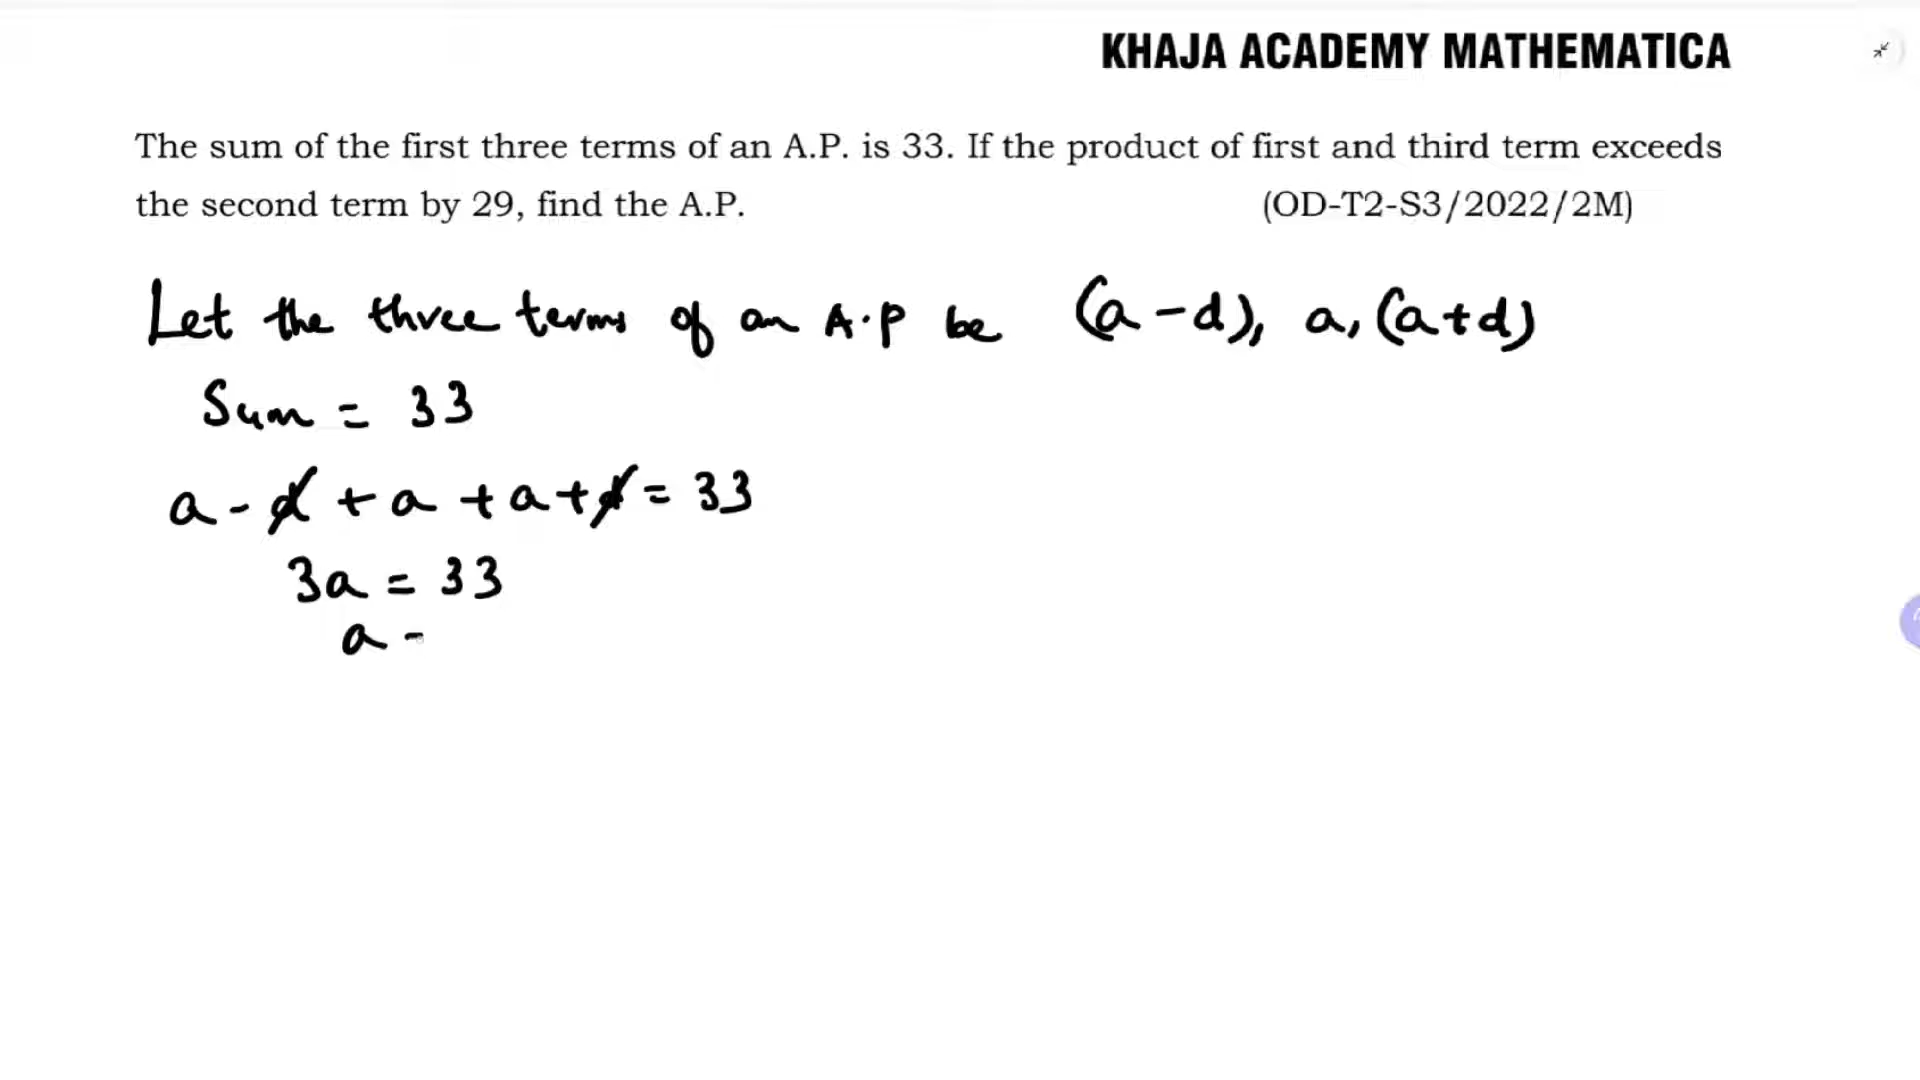 KHAJA ACADEMY MATHEMATICA
The sum of the first three terms of an A.P. is 33. If the product of first and third term exceeds
the second term by 29, find the A.P. (OD-T2-S3/2022/2M)
Let the three terms of an A.P be (a-d), a, (a+d)
Sum = 33
a - d + a + a + d = 33
3a = 33
a -